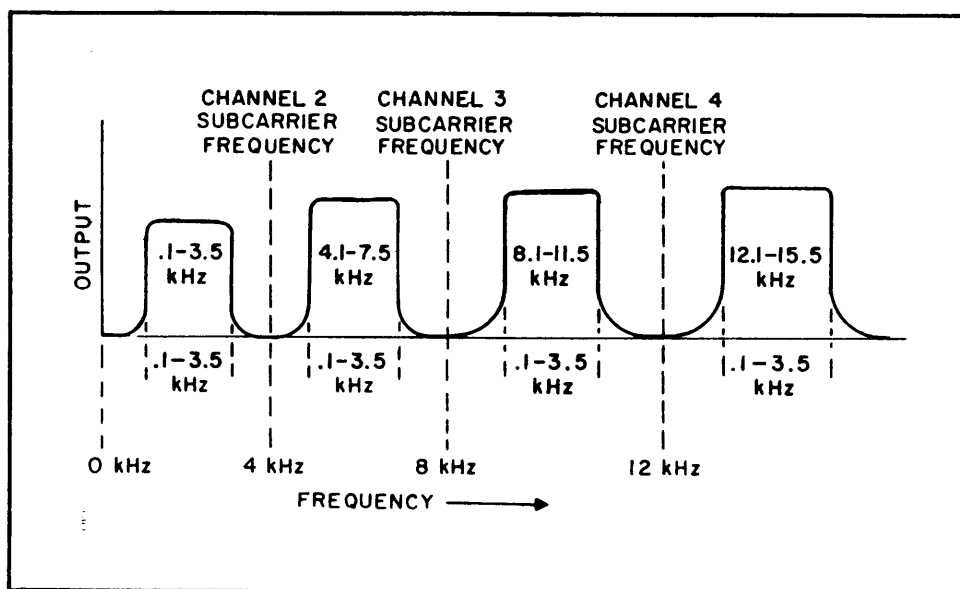 CHANNEL 2
SUBCARRIER
FREQUENCY
CHANNEL 3
SUBCARRIER
FREQUENCY
CHANNEL 4
SUBCARRIER
FREQUENCY
OUTPUT
.1–3.5
kHz
4.1–7.5
kHz
8.1–11.5
kHz
12.1–15.5
kHz
.1–3.5
kHz
.1–3.5
kHz
.1–3.5
kHz
.1–3.5
kHz
0 kHz
4 kHz
8 kHz
12 kHz
FREQUENCY